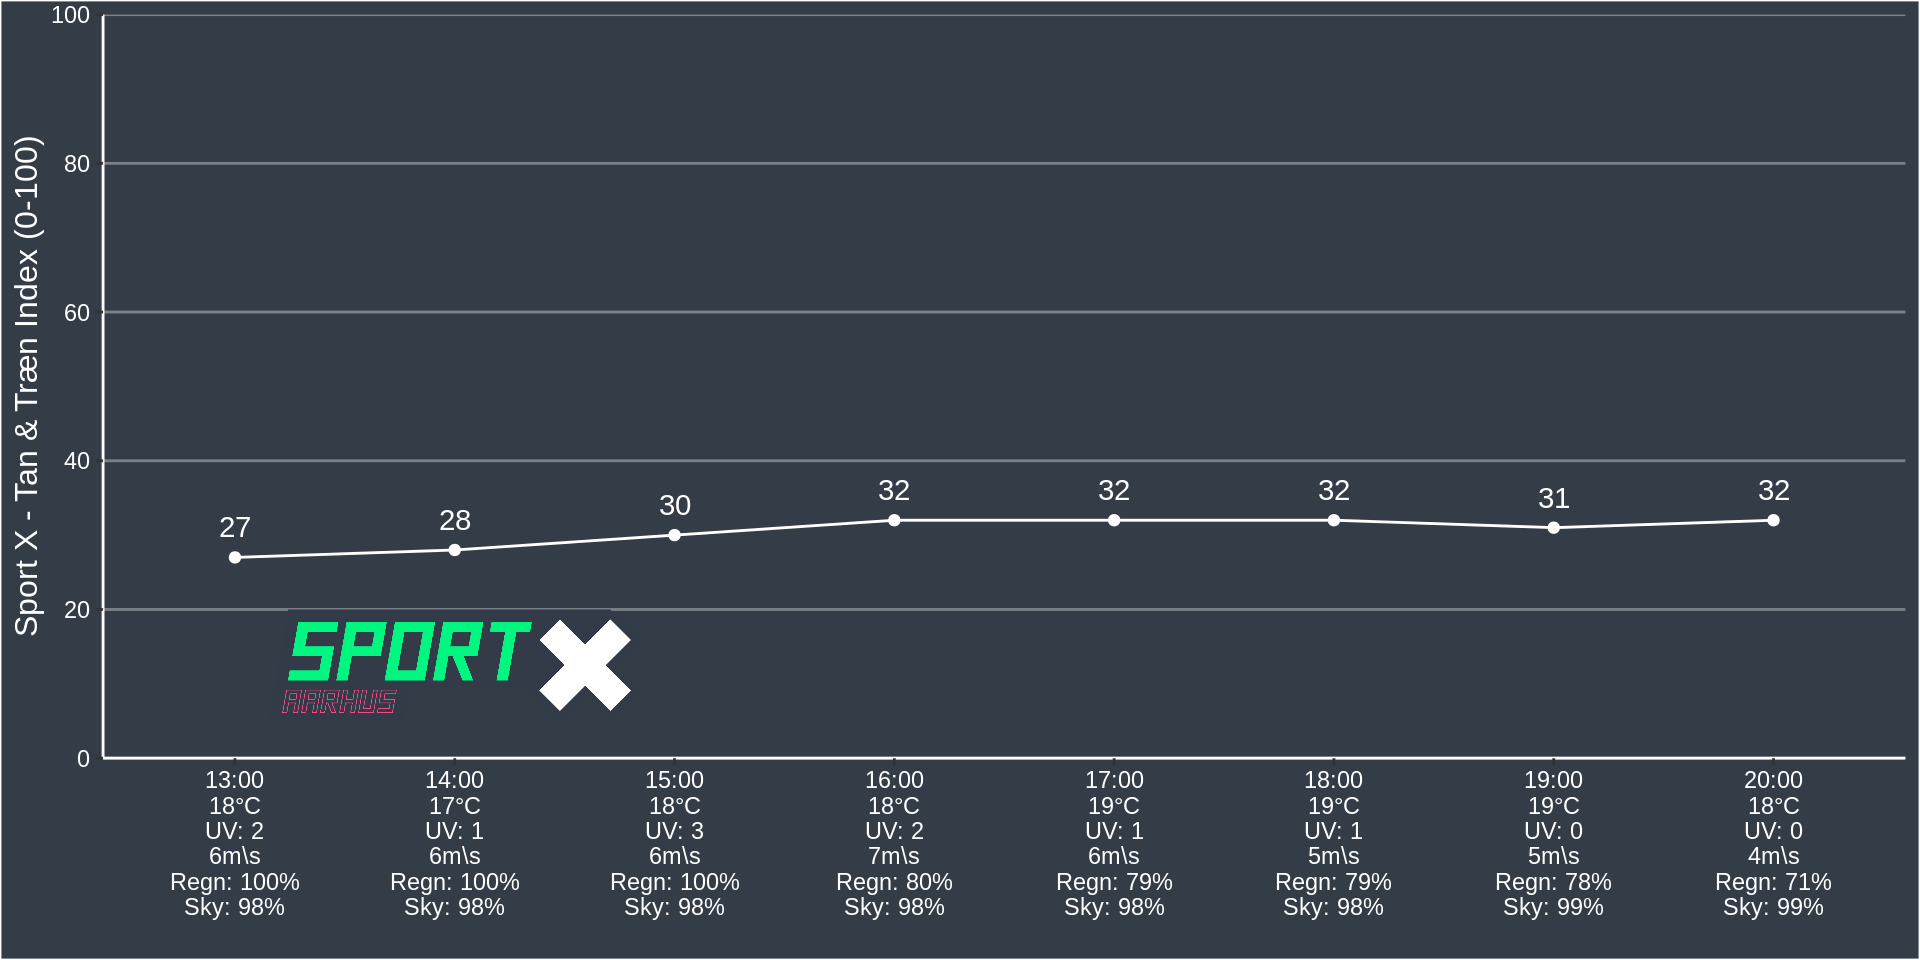 Sport X - Tan & Træn Index (0-100)
100
80
60
40
20
0
27
28
30
32
32
32
31
32
SPORT X
AARHUS
13:00
18°C
UV: 2
6m\s
Regn: 100%
Sky: 98%
14:00
17°C
UV: 1
6m\s
Regn: 100%
Sky: 98%
15:00
18°C
UV: 3
6m\s
Regn: 100%
Sky: 98%
16:00
18°C
UV: 2
7m\s
Regn: 80%
Sky: 98%
17:00
19°C
UV: 1
6m\s
Regn: 79%
Sky: 98%
18:00
19°C
UV: 1
5m\s
Regn: 79%
Sky: 98%
19:00
19°C
UV: 0
5m\s
Regn: 78%
Sky: 99%
20:00
18°C
UV: 0
4m\s
Regn: 71%
Sky: 99%